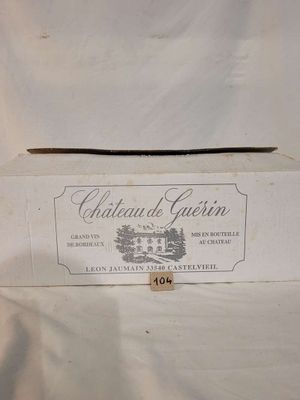 Château de Guérin
GRAND VIN
DE BORDEAUX
MIS EN BOUTEILLE
AU CHATEAU
LEON JAUMAIN 33540 CASTELVIEIL
104